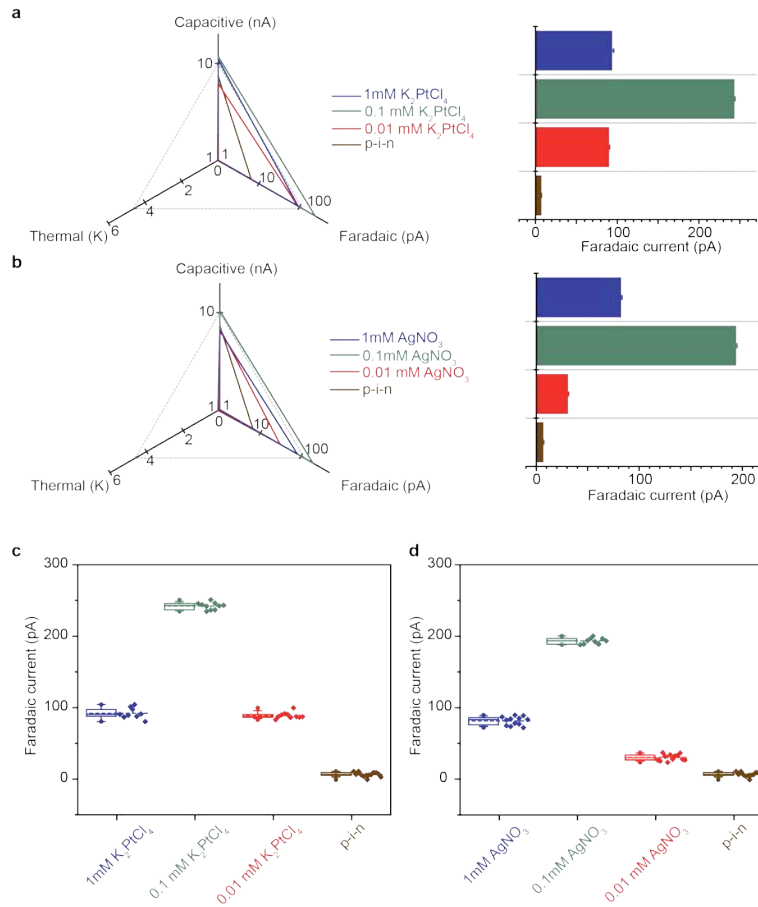 a
Capacitive (nA)
10
1mM K₂PtCl₄
0.1 mM K₂PtCl₄
0.01 mM K₂PtCl₄
p-i-n
1
1
0
2
4
6
10
100
Thermal (K)
Faradaic (pA)
0
100
200
Faradaic current (pA)
b
Capacitive (nA)
10
1mM AgNO₃
0.1mM AgNO₃
0.01 mM AgNO₃
p-i-n
1
1
0
2
4
6
10
100
Thermal (K)
Faradaic (pA)
0
100
200
Faradaic current (pA)
c
300
200
100
0
Faradaic current (pA)
1mM K₂PtCl₄
0.1 mM K₂PtCl₄
0.01 mM K₂PtCl₄
p-i-n
d
300
200
100
0
Faradaic current (pA)
1mM AgNO₃
0.1mM AgNO₃
0.01 mM AgNO₃
p-i-n